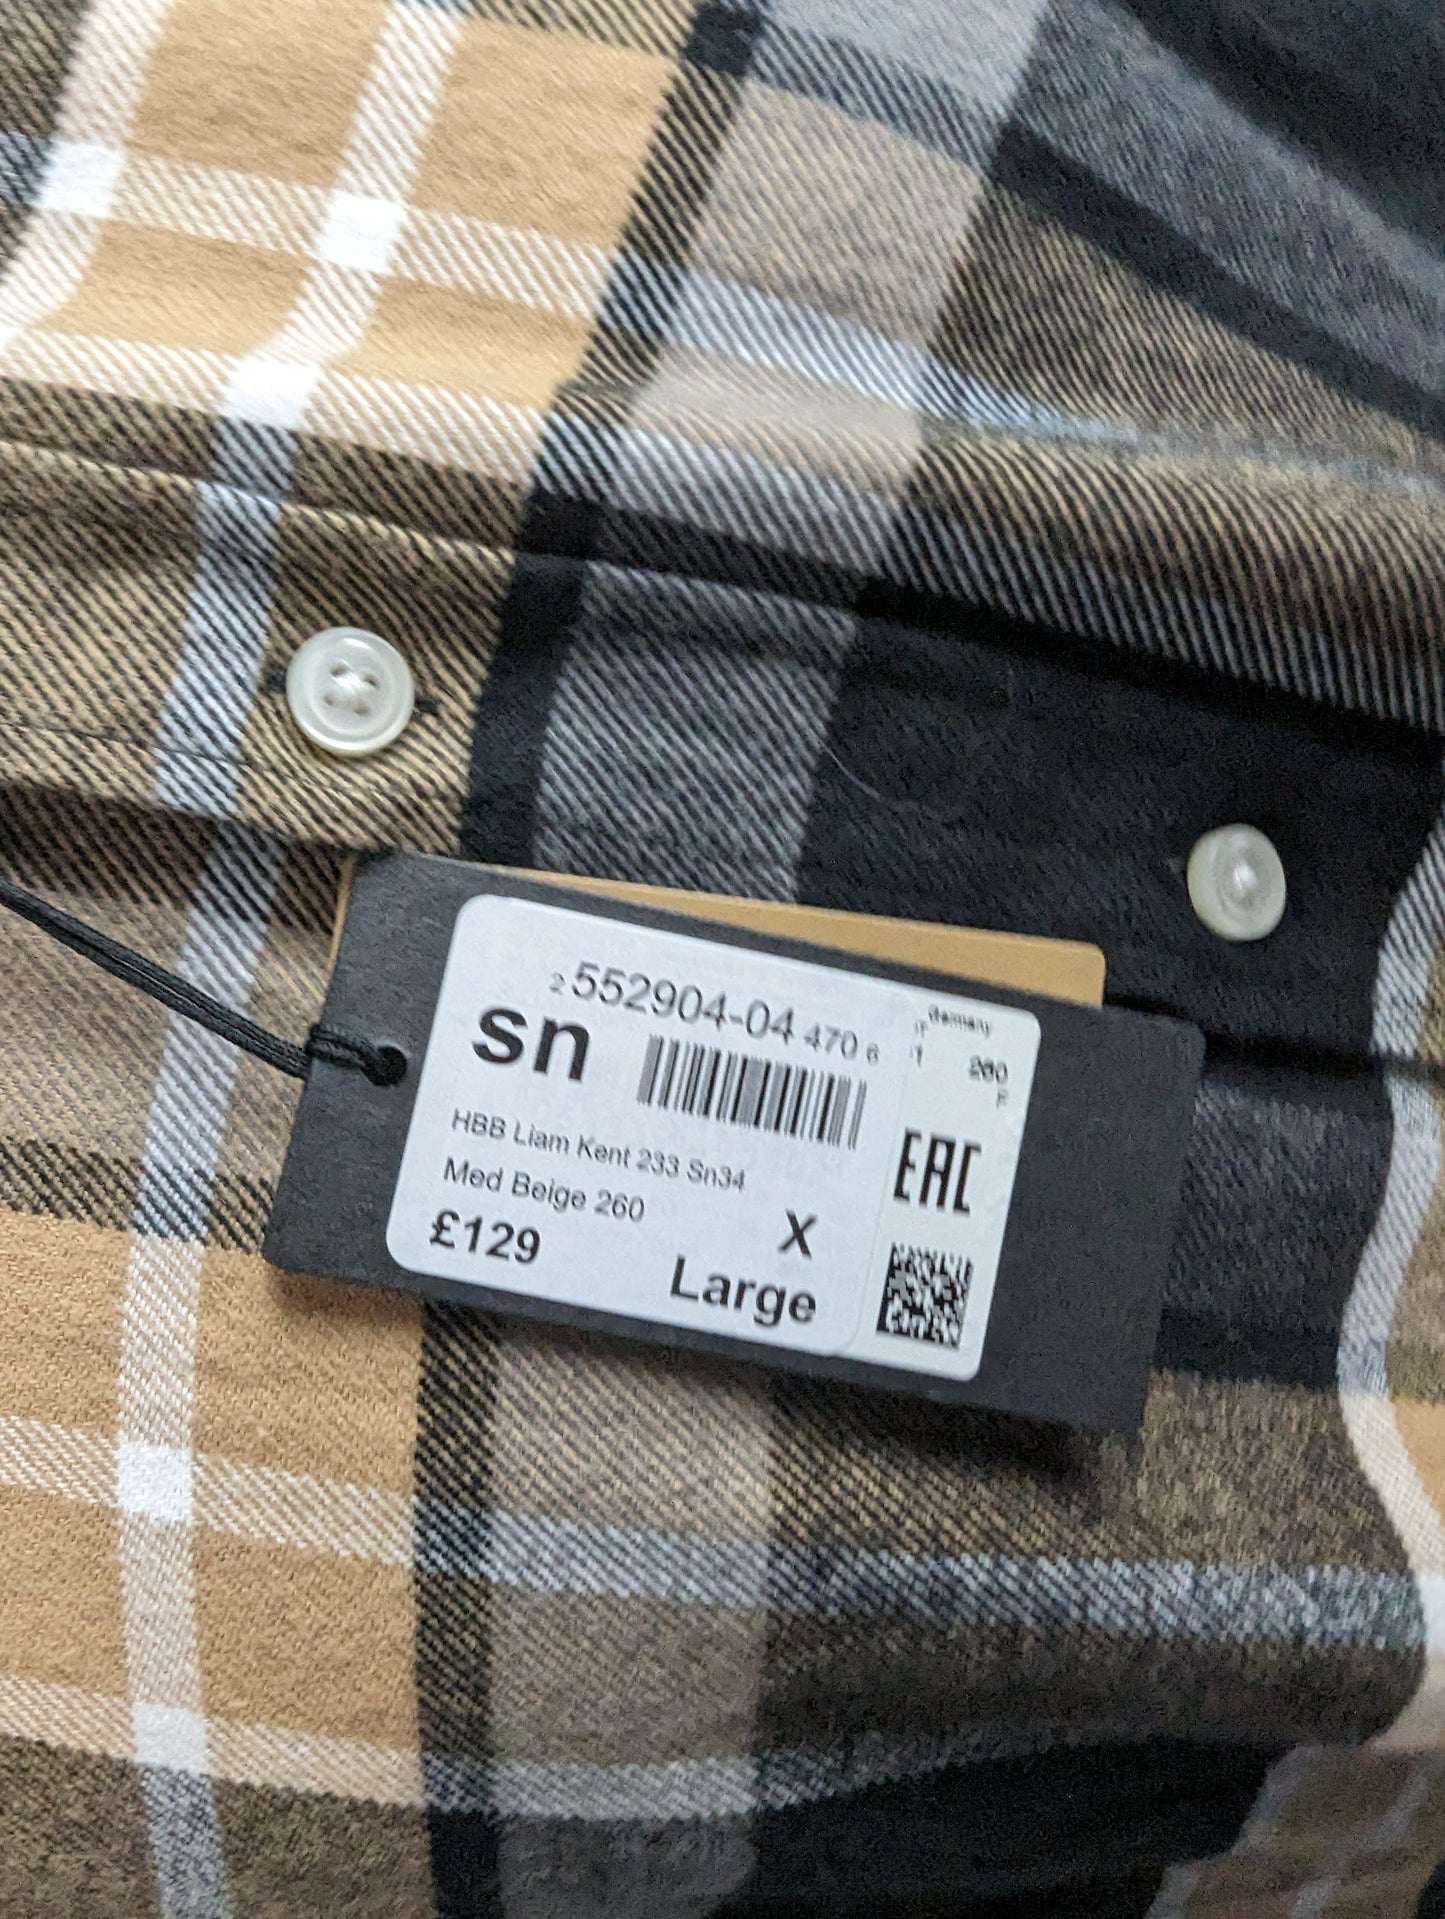 2 552904-04 470 6
sn
HBB Liam Kent 233 Sn34
Med Beige 260
£129
X
Large
Germany
1 260
F
EAC